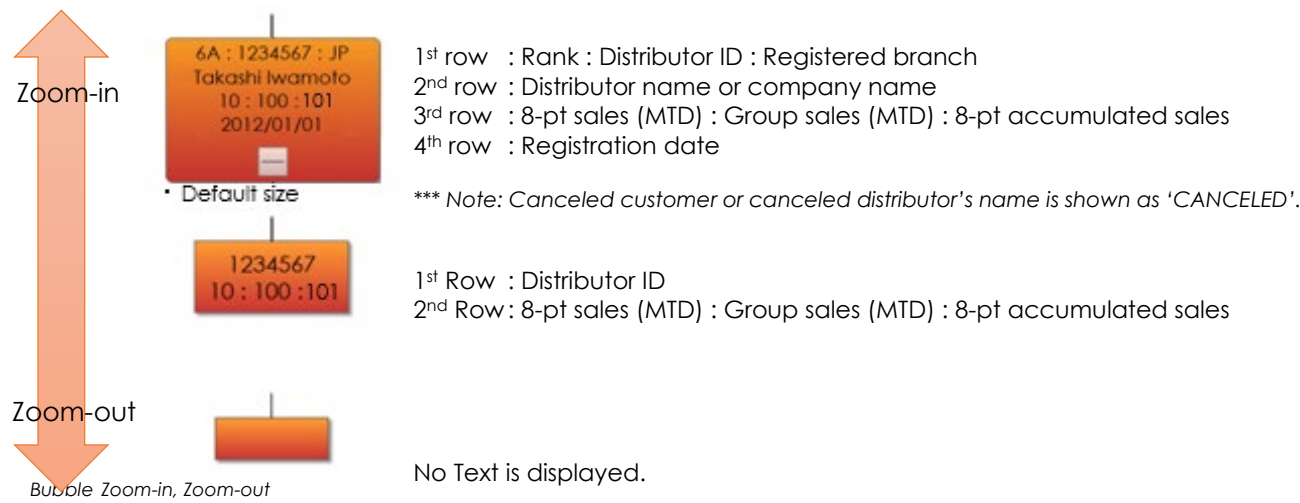 Zoom-in
6A : 1234567 : JP
Takashi Iwamoto
10 : 100 : 101
2012/01/01
▪ Default size
1st row : Rank : Distributor ID : Registered branch
2nd row : Distributor name or company name
3rd row : 8-pt sales (MTD) : Group sales (MTD) : 8-pt accumulated sales
4th row : Registration date
*** Note: Canceled customer or canceled distributor’s name is shown as ‘CANCELED’.
1234567
10 : 100 :101
1st Row : Distributor ID
2nd Row : 8-pt sales (MTD) : Group sales (MTD) : 8-pt accumulated sales
Zoom-out
No Text is displayed.
Bubble Zoom-in, Zoom-out